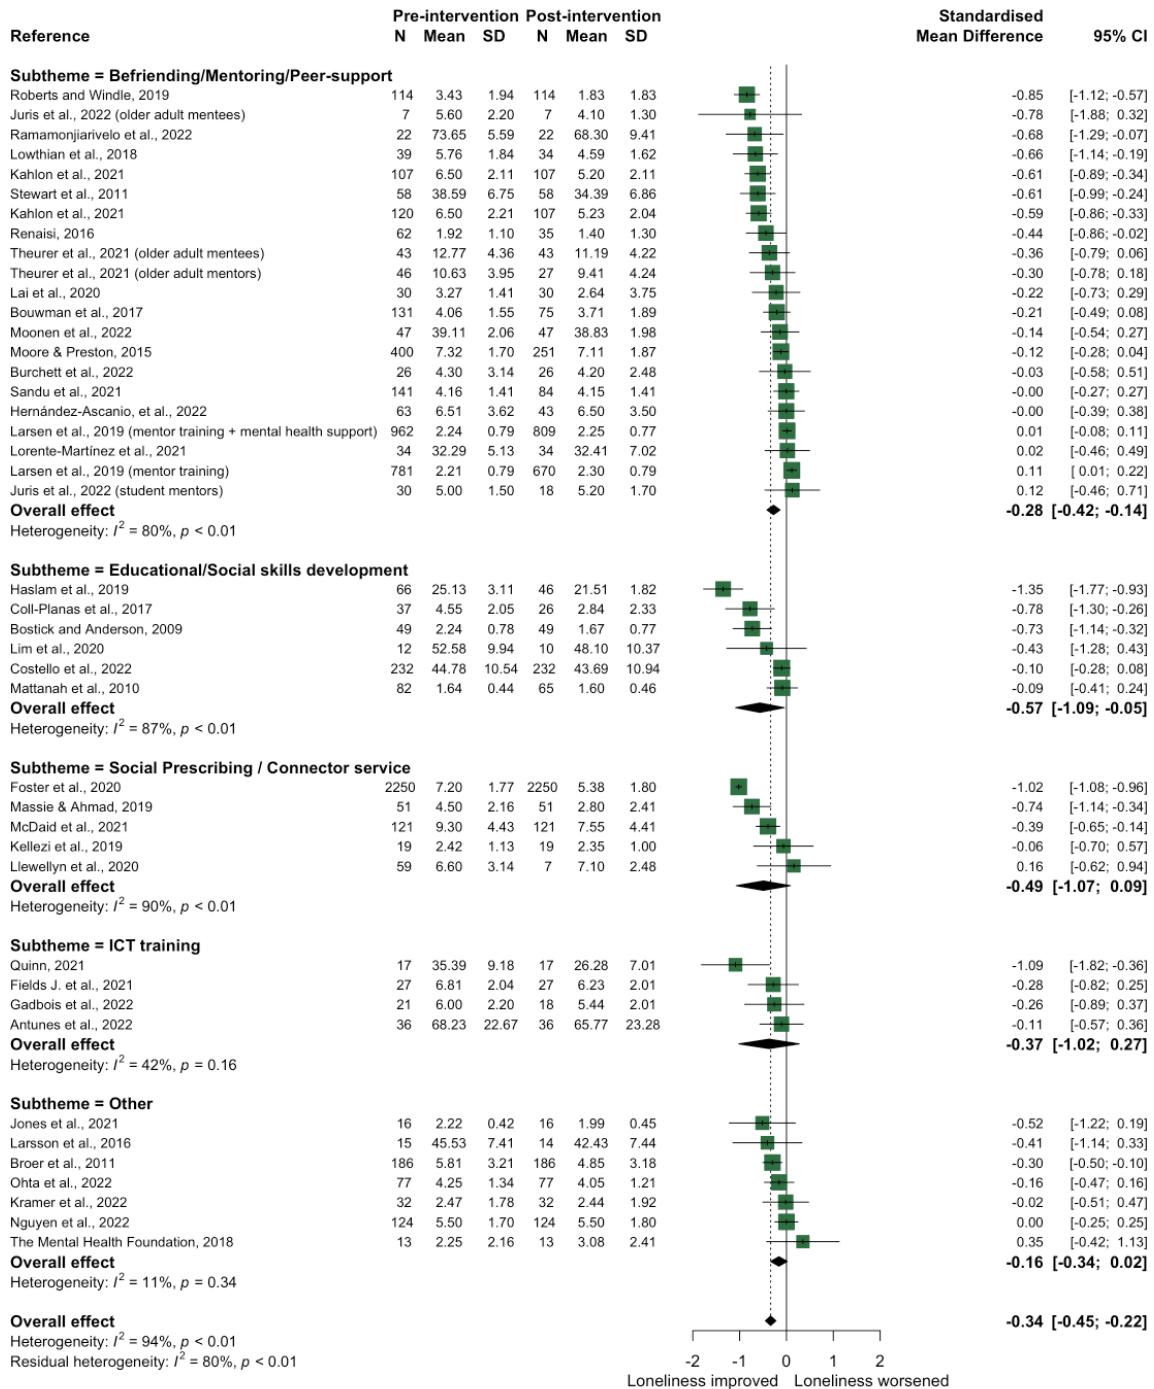 Pre-intervention Post-intervention Standardised
Reference N Mean SD N Mean SD Mean Difference 95% CI
Subtheme = Befriending/Mentoring/Peer-support
Roberts and Windle, 2019 114 3.43 1.94 114 1.83 1.83 -0.85 [-1.12; -0.57]
Juris et al., 2022 (older adult mentees) 7 5.60 2.20 7 4.10 1.30 -0.78 [-1.88; 0.32]
Ramamonjiarivelo et al., 2022 22 73.65 5.59 22 68.30 9.41 -0.68 [-1.29; -0.07]
Lowthian et al., 2018 39 5.76 1.84 34 4.59 1.62 -0.66 [-1.14; -0.19]
Kahlon et al., 2021 107 6.50 2.11 107 5.20 2.11 -0.61 [-0.89; -0.34]
Stewart et al., 2011 58 38.59 6.75 58 34.39 6.86 -0.61 [-0.99; -0.24]
Kahlon et al., 2021 120 6.50 2.21 107 5.23 2.04 -0.59 [-0.86; -0.33]
Renaisi, 2016 62 1.92 1.10 35 1.40 1.30 -0.44 [-0.86; -0.02]
Theurer et al., 2021 (older adult mentees) 43 12.77 4.36 43 11.19 4.22 -0.36 [-0.79; 0.06]
Theurer et al., 2021 (older adult mentors) 46 10.63 3.95 27 9.41 4.24 -0.30 [-0.78; 0.18]
Lai et al., 2020 30 3.27 1.41 30 2.64 3.75 -0.22 [-0.73; 0.29]
Bouwman et al., 2017 131 4.06 1.55 75 3.71 1.89 -0.21 [-0.49; 0.08]
Moonen et al., 2022 47 39.11 2.06 47 38.83 1.98 -0.14 [-0.54; 0.27]
Moore & Preston, 2015 400 7.32 1.70 251 7.11 1.87 -0.12 [-0.28; 0.04]
Burchett et al., 2022 26 4.30 3.14 26 4.20 2.48 -0.03 [-0.58; 0.51]
Sandu et al., 2021 141 4.16 1.41 84 4.15 1.41 -0.00 [-0.27; 0.27]
Hernández-Ascanio, et al., 2022 63 6.51 3.62 43 6.50 3.50 -0.00 [-0.39; 0.38]
Larsen et al., 2019 (mentor training + mental health support) 962 2.24 0.79 809 2.25 0.77 0.01 [-0.08; 0.11]
Lorente-Martínez et al., 2021 34 32.29 5.13 34 32.41 7.02 0.02 [-0.46; 0.49]
Larsen et al., 2019 (mentor training) 781 2.21 0.79 670 2.30 0.79 0.11 [ 0.01; 0.22]
Juris et al., 2022 (student mentors) 30 5.00 1.50 18 5.20 1.70 0.12 [-0.46; 0.71]
Overall effect -0.28 [-0.42; -0.14]
Heterogeneity: I² = 80%, p < 0.01
Subtheme = Educational/Social skills development
Haslam et al., 2019 66 25.13 3.11 46 21.51 1.82 -1.35 [-1.77; -0.93]
Coll-Planas et al., 2017 37 4.55 2.05 26 2.84 2.33 -0.78 [-1.30; -0.26]
Bostick and Anderson, 2009 49 2.24 0.78 49 1.67 0.77 -0.73 [-1.14; -0.32]
Lim et al., 2020 12 52.58 9.94 10 48.10 10.37 -0.43 [-1.28; 0.43]
Costello et al., 2022 232 44.78 10.54 232 43.69 10.94 -0.10 [-0.28; 0.08]
Mattanah et al., 2010 82 1.64 0.44 65 1.60 0.46 -0.09 [-0.41; 0.24]
Overall effect -0.57 [-1.09; -0.05]
Heterogeneity: I² = 87%, p < 0.01
Subtheme = Social Prescribing / Connector service
Foster et al., 2020 2250 7.20 1.77 2250 5.38 1.80 -1.02 [-1.08; -0.96]
Massie & Ahmad, 2019 51 4.50 2.16 51 2.80 2.41 -0.74 [-1.14; -0.34]
McDaid et al., 2021 121 9.30 4.43 121 7.55 4.41 -0.39 [-0.65; -0.14]
Kellezi et al., 2019 19 2.42 1.13 19 2.35 1.00 -0.06 [-0.70; 0.57]
Llewellyn et al., 2020 59 6.60 3.14 7 7.10 2.48 0.16 [-0.62; 0.94]
Overall effect -0.49 [-1.07; 0.09]
Heterogeneity: I² = 90%, p < 0.01
Subtheme = ICT training
Quinn, 2021 17 35.39 9.18 17 26.28 7.01 -1.09 [-1.82; -0.36]
Fields J. et al., 2021 27 6.81 2.04 27 6.23 2.01 -0.28 [-0.82; 0.25]
Gadbois et al., 2022 21 6.00 2.20 18 5.44 2.01 -0.26 [-0.89; 0.37]
Antunes et al., 2022 36 68.23 22.67 36 65.77 23.28 -0.11 [-0.57; 0.36]
Overall effect -0.37 [-1.02; 0.27]
Heterogeneity: I² = 42%, p = 0.16
Subtheme = Other
Jones et al., 2021 16 2.22 0.42 16 1.99 0.45 -0.52 [-1.22; 0.19]
Larsson et al., 2016 15 45.53 7.41 14 42.43 7.44 -0.41 [-1.14; 0.33]
Broer et al., 2011 186 5.81 3.21 186 4.85 3.18 -0.30 [-0.50; -0.10]
Ohta et al., 2022 77 4.25 1.34 77 4.05 1.21 -0.16 [-0.47; 0.16]
Kramer et al., 2022 32 2.47 1.78 32 2.44 1.92 -0.02 [-0.51; 0.47]
Nguyen et al., 2022 124 5.50 1.70 124 5.50 1.80 0.00 [-0.25; 0.25]
The Mental Health Foundation, 2018 13 2.25 2.16 13 3.08 2.41 0.35 [-0.42; 1.13]
Overall effect -0.16 [-0.34; 0.02]
Heterogeneity: I² = 11%, p = 0.34
Overall effect -0.34 [-0.45; -0.22]
Heterogeneity: I² = 94%, p < 0.01
Residual heterogeneity: I² = 80%, p < 0.01
-2 -1 0 1 2
Loneliness improved Loneliness worsened